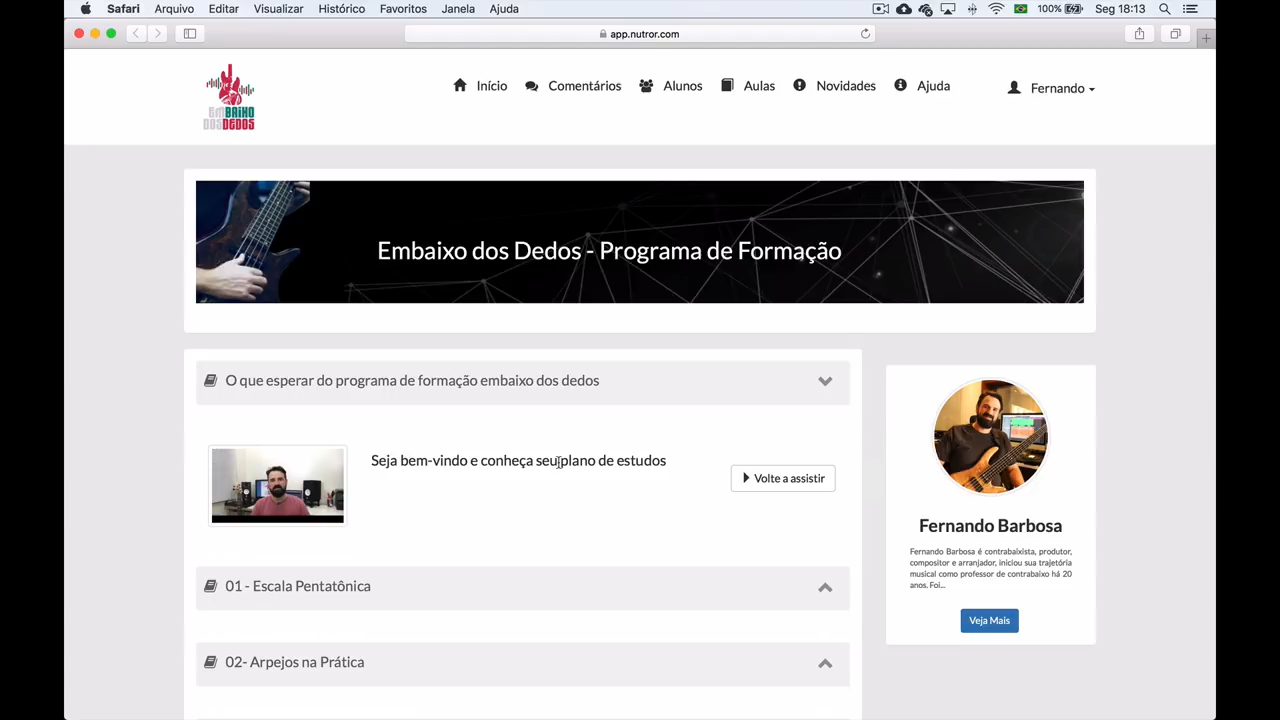 Safari Arquivo Editar Visualizar Histórico Favoritos Janela Ajuda 100% Seg 18:13
app.nutror.com
EMBAIXO
DOSDEDOS
Início Comentários Alunos Aulas Novidades Ajuda Fernando
Embaixo dos Dedos - Programa de Formação
O que esperar do programa de formação embaixo dos dedos
Seja bem-vindo e conheça seu plano de estudos
Volte a assistir
01 - Escala Pentatônica
02- Arpejos na Prática
Fernando Barbosa
Fernando Barbosa é contrabaixista, produtor,
compositor e arranjador, iniciou sua trajetória
musical como professor de contrabaixo há 20
anos. Foi...
Veja Mais